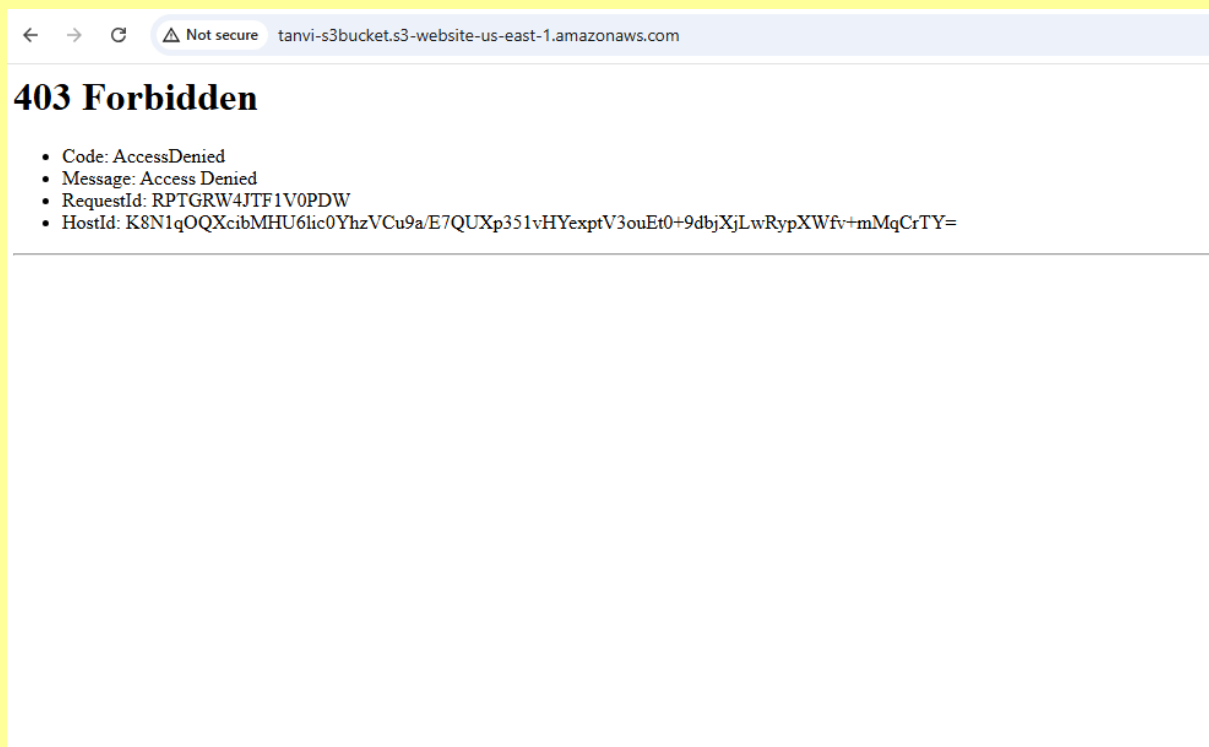 Not secure tanvi-s3bucket.s3-website-us-east-1.amazonaws.com
403 Forbidden
• Code: AccessDenied
• Message: Access Denied
• RequestId: RPTGRW4JTF1V0PDW
• HostId: K8N1qOQXcibMHU6lic0YhzVCu9a/E7QUXp351vHYexptV3ouEt0+9dbjXjLwRypXWfv+mMqCrTY=